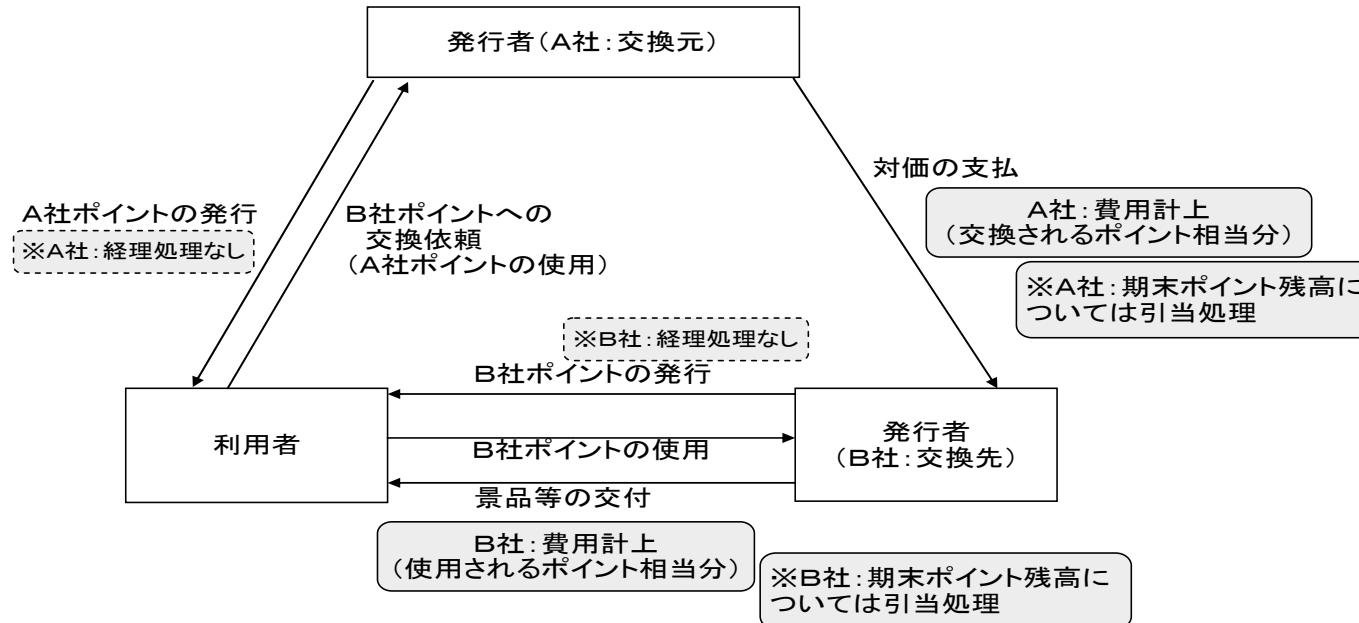 発行者(A社:交換元)
対価の支払
A社ポイントの発行
※A社:経理処理なし
B社ポイントへの
交換依頼
(A社ポイントの使用)
A社:費用計上
(交換されるポイント相当分)
※A社:期末ポイント残高に
ついては引当処理
※B社:経理処理なし
B社ポイントの発行
利用者
発行者
(B社:交換先)
B社ポイントの使用
景品等の交付
B社:費用計上
(使用されるポイント相当分)
※B社:期末ポイント残高に
ついては引当処理